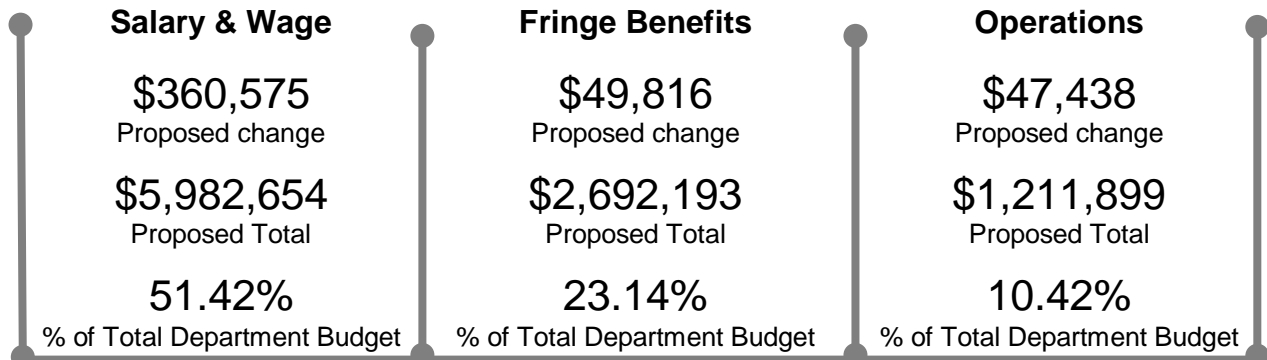 Salary & Wage
$360,575
Proposed change
$5,982,654
Proposed Total
51.42%
% of Total Department Budget
Fringe Benefits
$49,816
Proposed change
$2,692,193
Proposed Total
23.14%
% of Total Department Budget
Operations
$47,438
Proposed change
$1,211,899
Proposed Total
10.42%
% of Total Department Budget